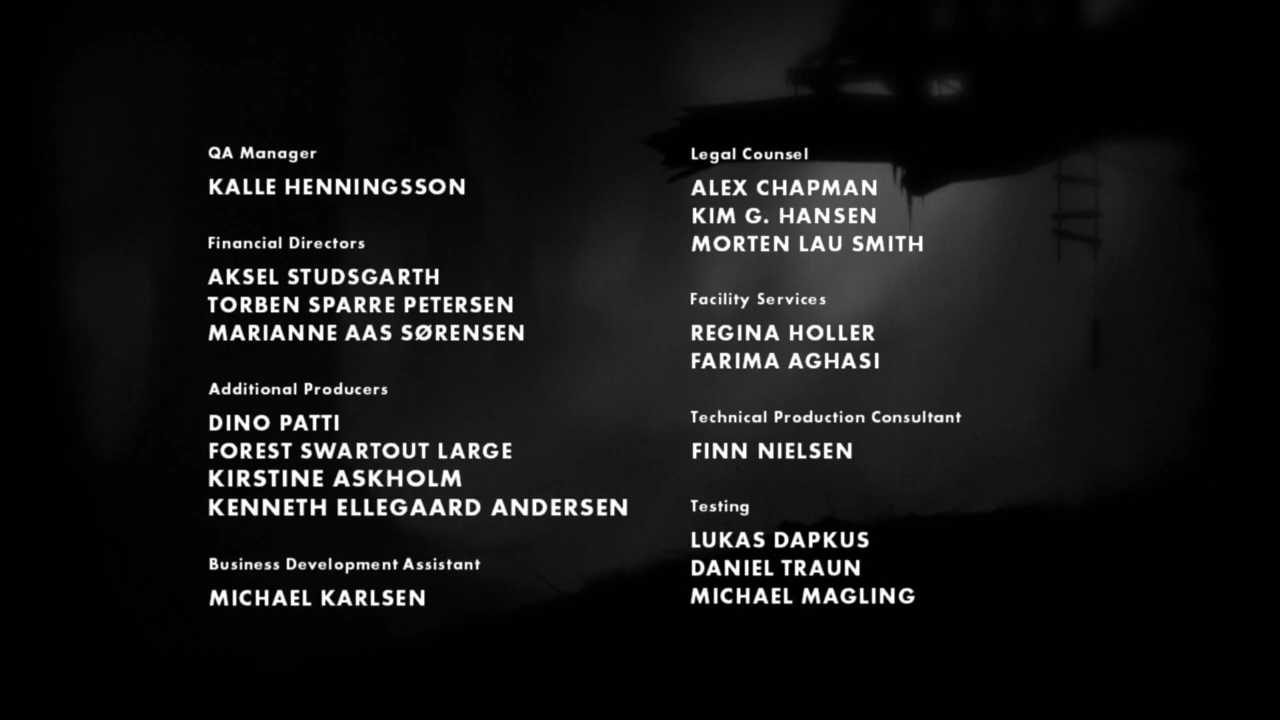 QA Manager
KALLE HENNINGSSON
Financial Directors
AKSEL STUDSGARTH
TORBEN SPARRE PETERSEN
MARIANNE AAS SØRENSEN
Additional Producers
DINO PATTI
FOREST SWARTOUT LARGE
KIRSTINE ASKHOLM
KENNETH ELLEGAARD ANDERSEN
Business Development Assistant
MICHAEL KARLSEN
Legal Counsel
ALEX CHAPMAN
KIM G. HANSEN
MORTEN LAU SMITH
Facility Services
REGINA HOLLER
FARIMA AGHASI
Technical Production Consultant
FINN NIELSEN
Testing
LUKAS DAPKUS
DANIEL TRAUN
MICHAEL MAGLING